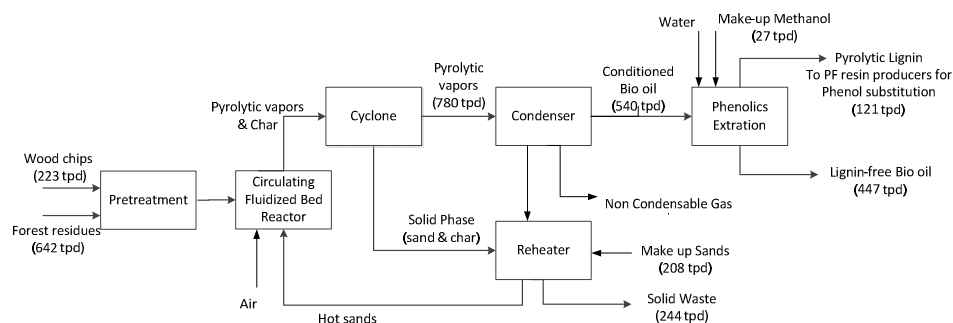 Water
Make-up Methanol
(27 tpd)
Pyrolytic
vapors
(780 tpd)
Conditioned
Bio oil
(540 tpd)
Pyrolytic Lignin
To PF resin producers for
Phenol substitution
(121 tpd)
Pyrolytic vapors
& Char
Cyclone
Condenser
Phenolics
Extration
Wood chips
(223 tpd)
Pretreatment
Circulating
Fluidized Bed
Reactor
Lignin-free Bio oil
(447 tpd)
Non Condensable Gas
Forest residues
(642 tpd)
Solid Phase
(sand & char)
Reheater
Make up Sands
(208 tpd)
Air
Hot sands
Solid Waste
(244 tpd)